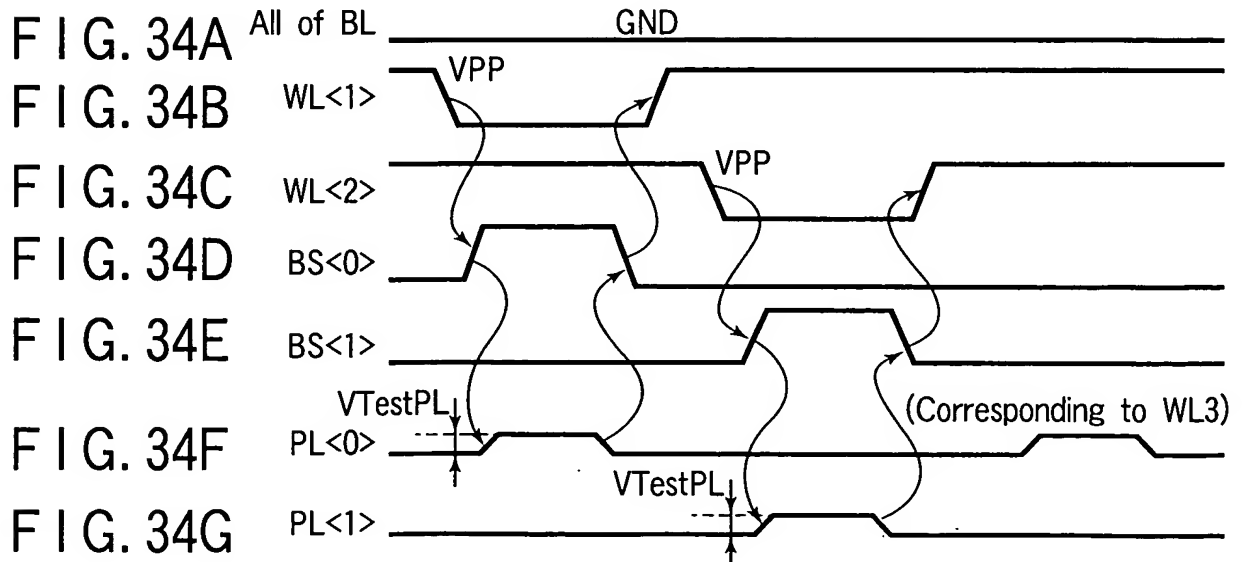 FIG. 34A All of BL GND
FIG. 34B WL<1> VPP
FIG. 34C WL<2> VPP
FIG. 34D BS<0>
FIG. 34E BS<1>
VTestPL (Corresponding to WL3)
FIG. 34F PL<0>
VTestPL
FIG. 34G PL<1>